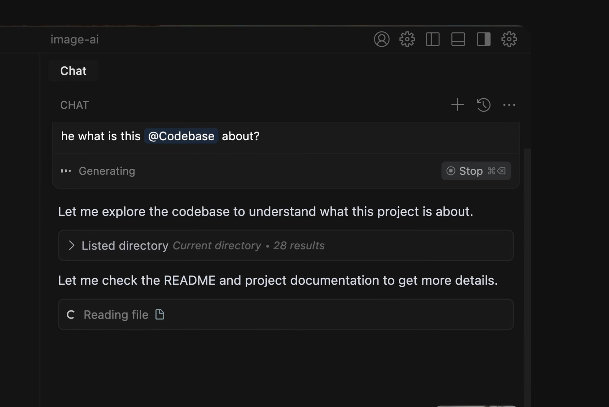 image-ai
Chat
CHAT
he what is this @Codebase about?
Generating
Stop ⌘⌫
Let me explore the codebase to understand what this project is about.
Listed directory Current directory • 28 results
Let me check the README and project documentation to get more details.
Reading file